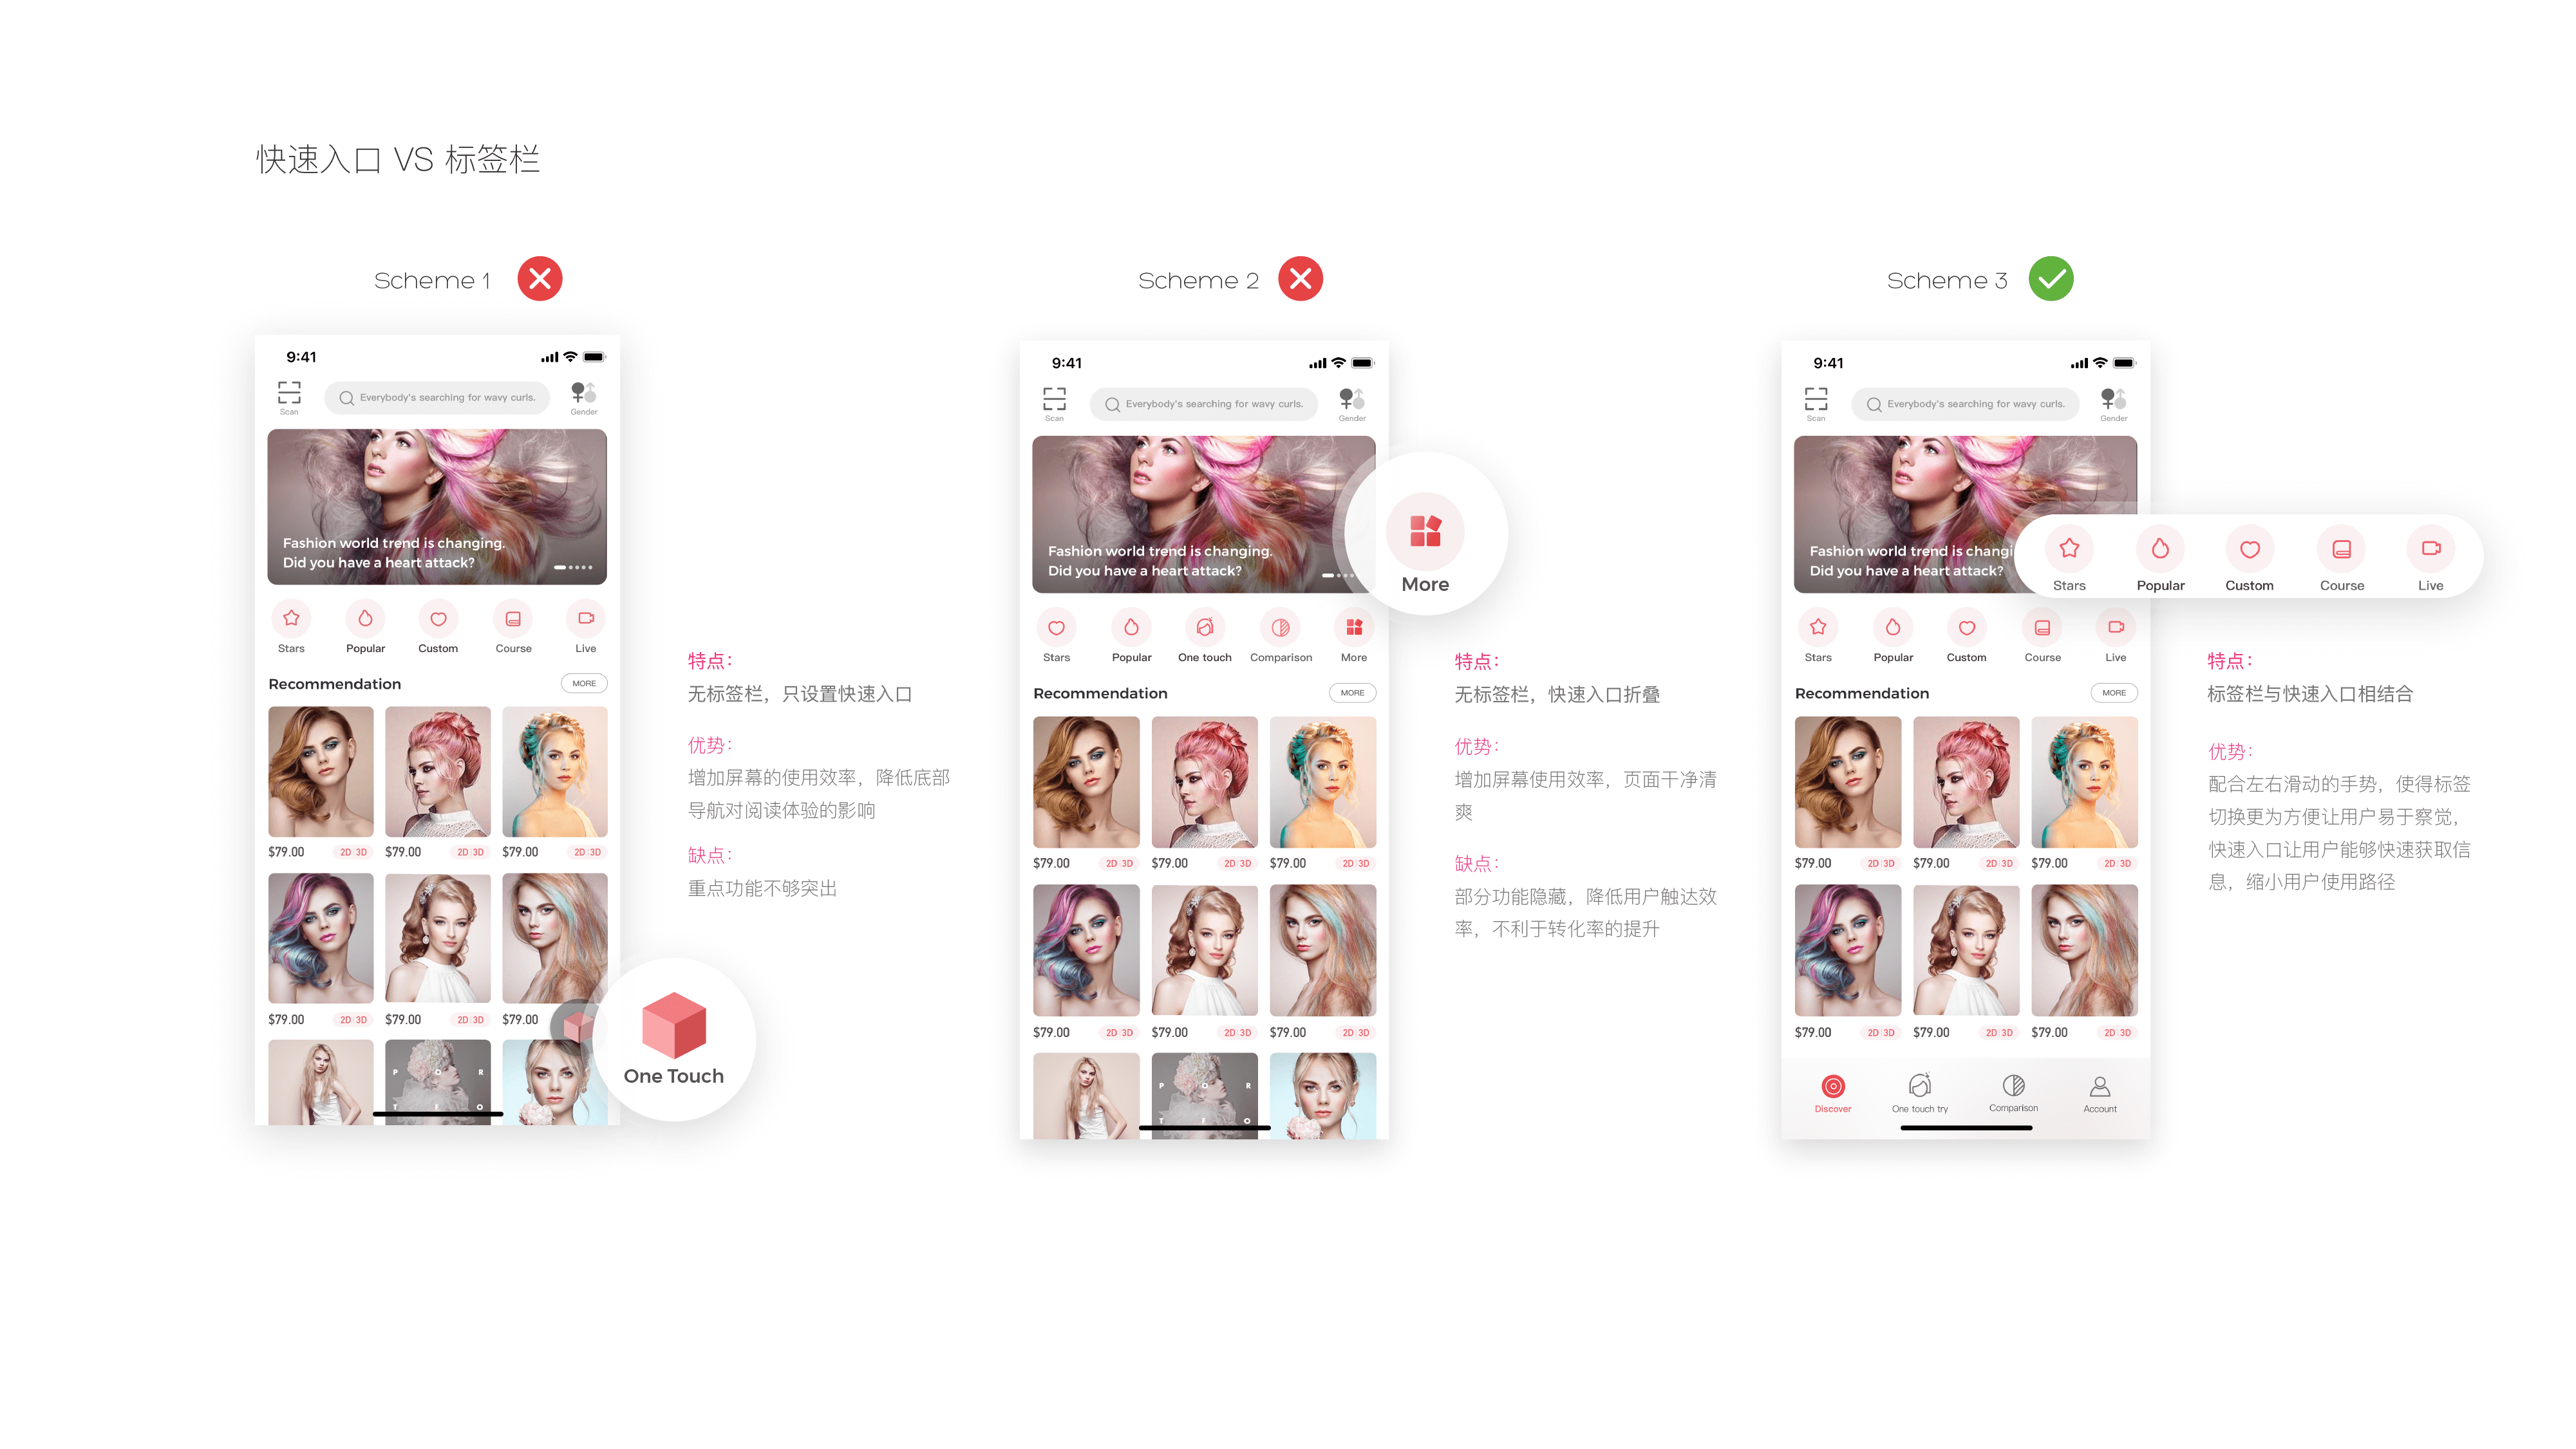 快速入口 VS 标签栏
Scheme 1
9:41
Scan
Everybody's searching for wavy curls.
Gender
Fashion world trend is changing.
Did you have a heart attack?
Stars
Popular
Custom
Course
Live
Recommendation
MORE
$79.00
2D 3D
$79.00
2D 3D
$79.00
2D 3D
$79.00
2D 3D
$79.00
2D 3D
$79.00
P O R
T F O
One Touch
特点：
无标签栏，只设置快速入口
优势：
增加屏幕的使用效率，降低底部
导航对阅读体验的影响
缺点：
重点功能不够突出
Scheme 2
9:41
Scan
Everybody's searching for wavy curls.
Gender
Fashion world trend is changing.
Did you have a heart attack?
More
Stars
Popular
One touch
Comparison
More
Recommendation
MORE
$79.00
2D 3D
$79.00
2D 3D
$79.00
2D 3D
$79.00
2D 3D
$79.00
2D 3D
$79.00
2D 3D
P O R
T F O
特点：
无标签栏，快速入口折叠
优势：
增加屏幕使用效率，页面干净清
爽
缺点：
部分功能隐藏，降低用户触达效
率，不利于转化率的提升
Scheme 3
9:41
Scan
Everybody's searching for wavy curls.
Gender
Fashion world trend is changi
Did you have a heart attack?
Stars
Popular
Custom
Course
Live
Stars
Popular
Custom
Course
Live
Recommendation
MORE
$79.00
2D 3D
$79.00
2D 3D
$79.00
2D 3D
$79.00
2D 3D
$79.00
2D 3D
$79.00
2D 3D
Discover
One touch try
Comparison
Account
特点：
标签栏与快速入口相结合
优势：
配合左右滑动的手势，使得标签
切换更为方便让用户易于察觉，
快速入口让用户能够快速获取信
息，缩小用户使用路径